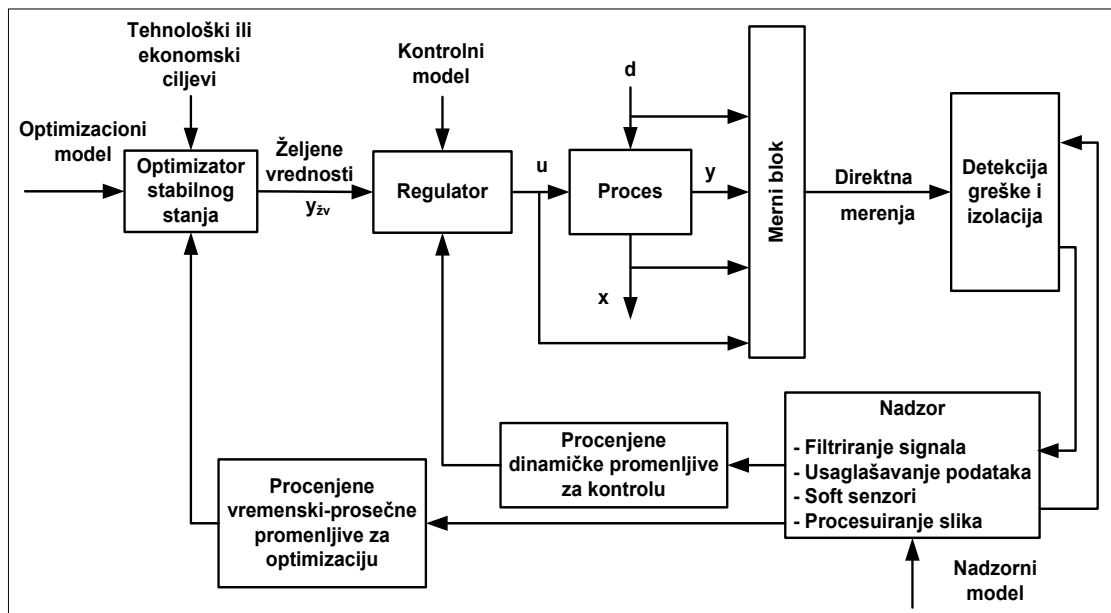 Tehnološki ili
ekonomski
ciljevi
Optimizacioni
model
Optimizator
stabilnog
stanja
Željene
vrednosti
yžv
Kontrolni
model
Regulator
u
d
Proces
y
x
Merni blok
Direktna
merenja
Detekcija
greške i
izolacija
Nadzor
- Filtriranje signala
- Usaglašavanje podataka
- Soft senzori
- Procesuiranje slika
Nadzorni
model
Procenjene
dinamičke promenljive
za kontrolu
Procenjene
vremenski-prosečne
promenljive za
optimizaciju